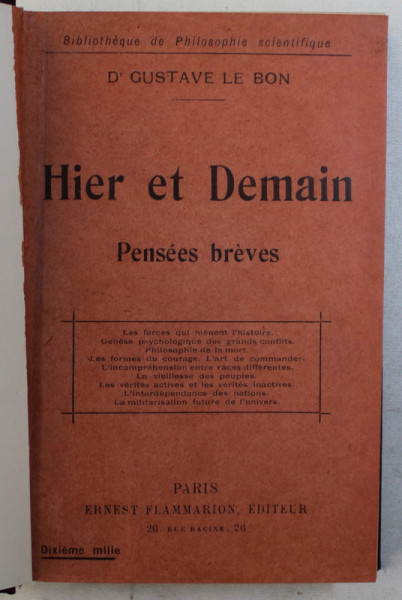 Bibliothèque de Philosophie scientifique
Dr GUSTAVE LE BON
Hier et Demain
Pensées brèves
Les forces qui mènent l'histoire.
Genèse psychologique des grands conflits.
Philosophie de la mort.
Les formes du courage. L'art de commander.
L'incompréhension entre races différentes.
La vieillesse des peuples.
Les vérités actives et les vérités inactives.
L'interdépendance des nations.
La militarisation future de l'univers.
PARIS
ERNEST FLAMMARION, ÉDITEUR
26, RUE RACINE, 26
Dixième mille